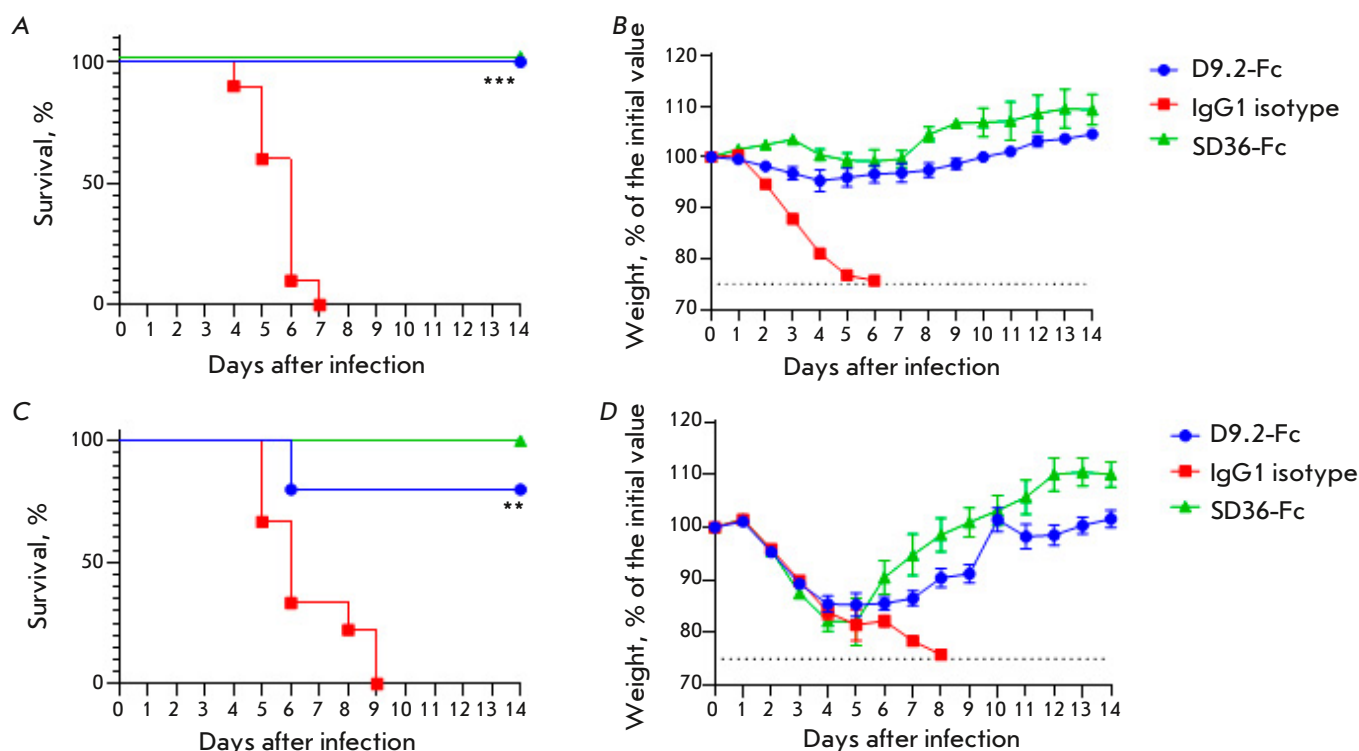 A
Survival, %
100
50
0
***
0 1 2 3 4 5 6 7 8 9 10 11 12 13 14
Days after infection
B
Weight, % of the initial value
120
110
100
90
80
70
0 1 2 3 4 5 6 7 8 9 10 11 12 13 14
Days after infection
D9.2-Fc
IgG1 isotype
SD36-Fc
C
Survival, %
100
50
0
**
0 1 2 3 4 5 6 7 8 9 10 11 12 13 14
Days after infection
D
Weight, % of the initial value
120
110
100
90
80
70
0 1 2 3 4 5 6 7 8 9 10 11 12 13 14
Days after infection
D9.2-Fc
IgG1 isotype
SD36-Fc